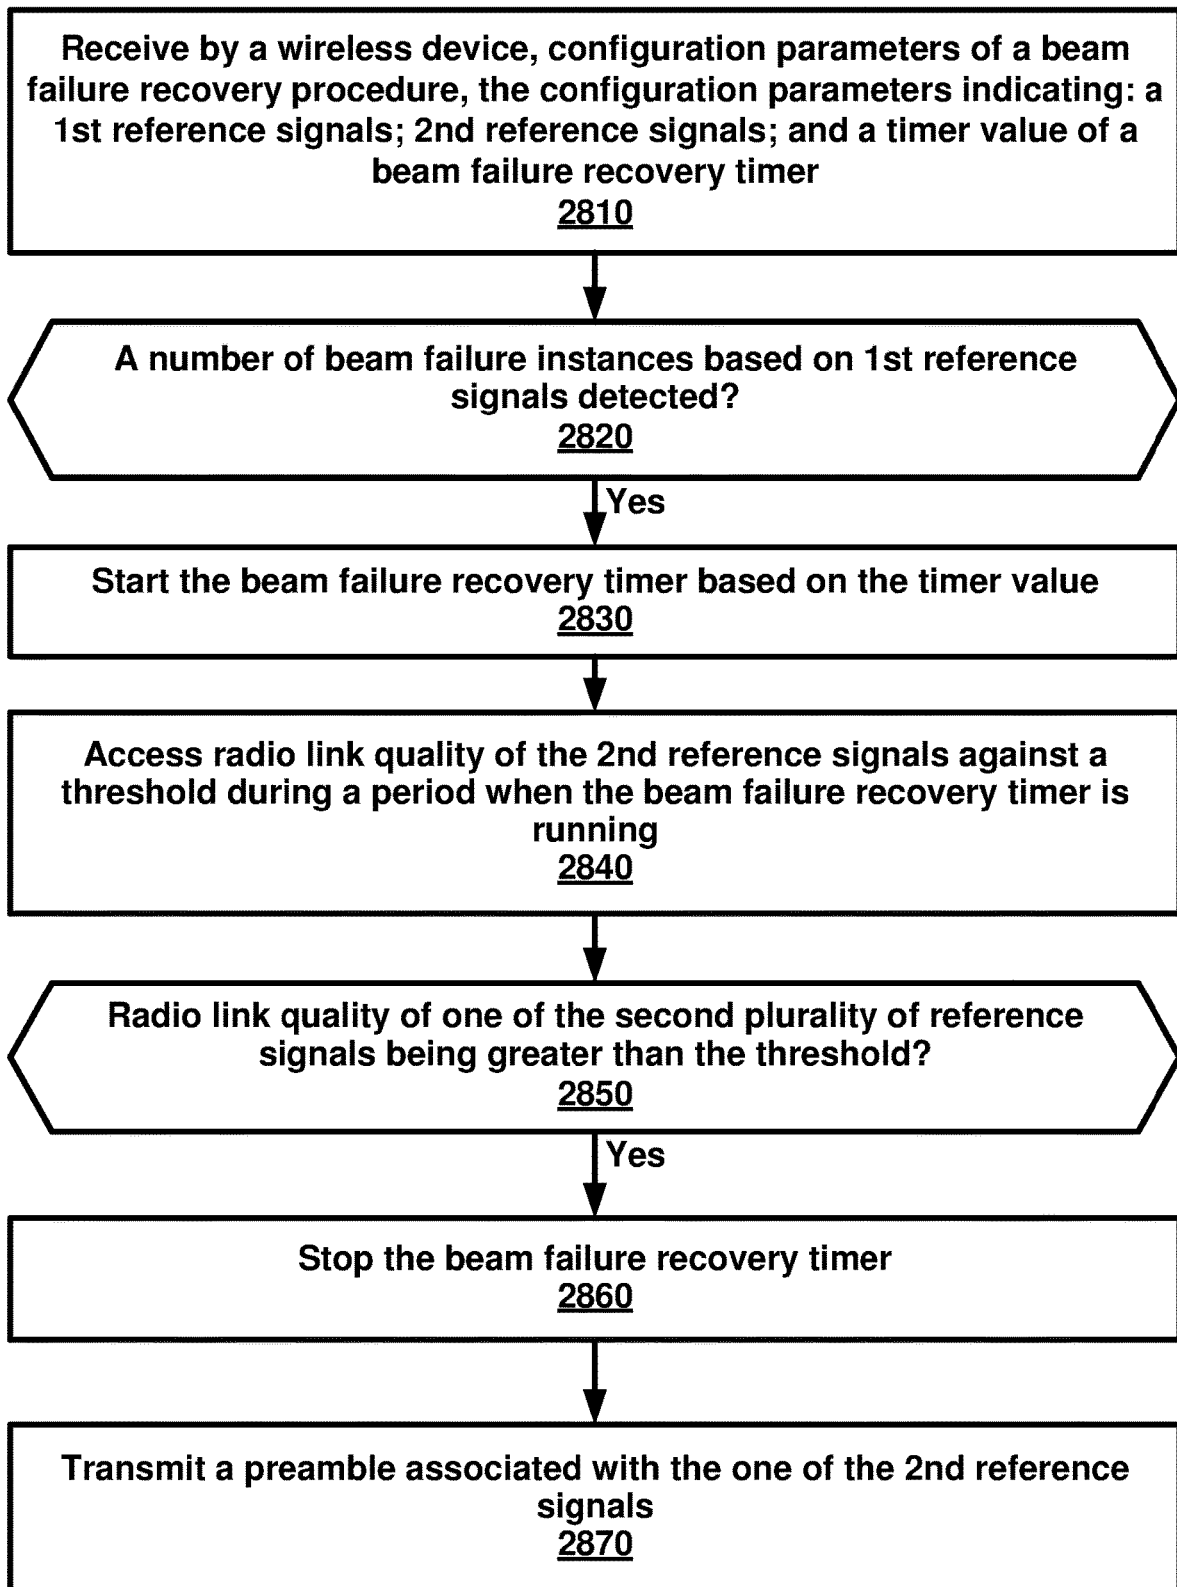 Receive by a wireless device, configuration parameters of a beam
failure recovery procedure, the configuration parameters indicating: a
1st reference signals; 2nd reference signals; and a timer value of a
beam failure recovery timer
2810
A number of beam failure instances based on 1st reference
signals detected?
2820
Yes
Start the beam failure recovery timer based on the timer value
2830
Access radio link quality of the 2nd reference signals against a
threshold during a period when the beam failure recovery timer is
running
2840
Radio link quality of one of the second plurality of reference
signals being greater than the threshold?
2850
Yes
Stop the beam failure recovery timer
2860
Transmit a preamble associated with the one of the 2nd reference
signals
2870